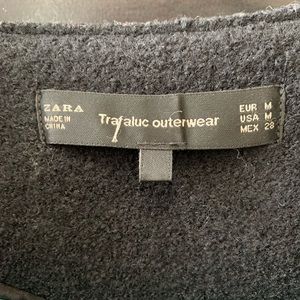 ZARA
MADE IN
CHINA
Trafaluc outerwear
EUR M
USA M
MEX 28